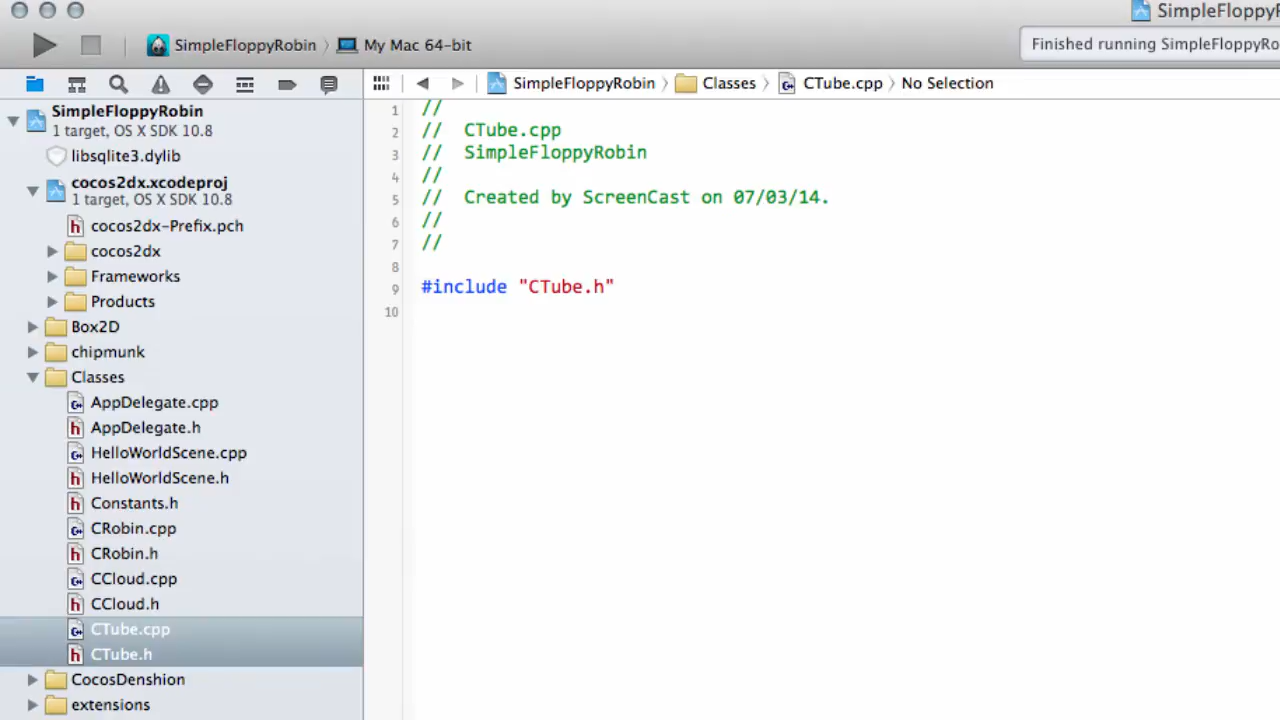 SimpleFloppyR
SimpleFloppyRobin My Mac 64-bit
Finished running SimpleFloppyRo
SimpleFloppyRobin Classes CTube.cpp No Selection
SimpleFloppyRobin
1 target, OS X SDK 10.8
libsqlite3.dylib
cocos2dx.xcodeproj
1 target, OS X SDK 10.8
cocos2dx-Prefix.pch
cocos2dx
Frameworks
Products
Box2D
chipmunk
Classes
AppDelegate.cpp
AppDelegate.h
HelloWorldScene.cpp
HelloWorldScene.h
Constants.h
CRobin.cpp
CRobin.h
CCloud.cpp
CCloud.h
CTube.cpp
CTube.h
CocosDenshion
extensions
1 //
2 // CTube.cpp
3 // SimpleFloppyRobin
4 //
5 // Created by ScreenCast on 07/03/14.
6 //
7 //
8
9 #include "CTube.h"
10